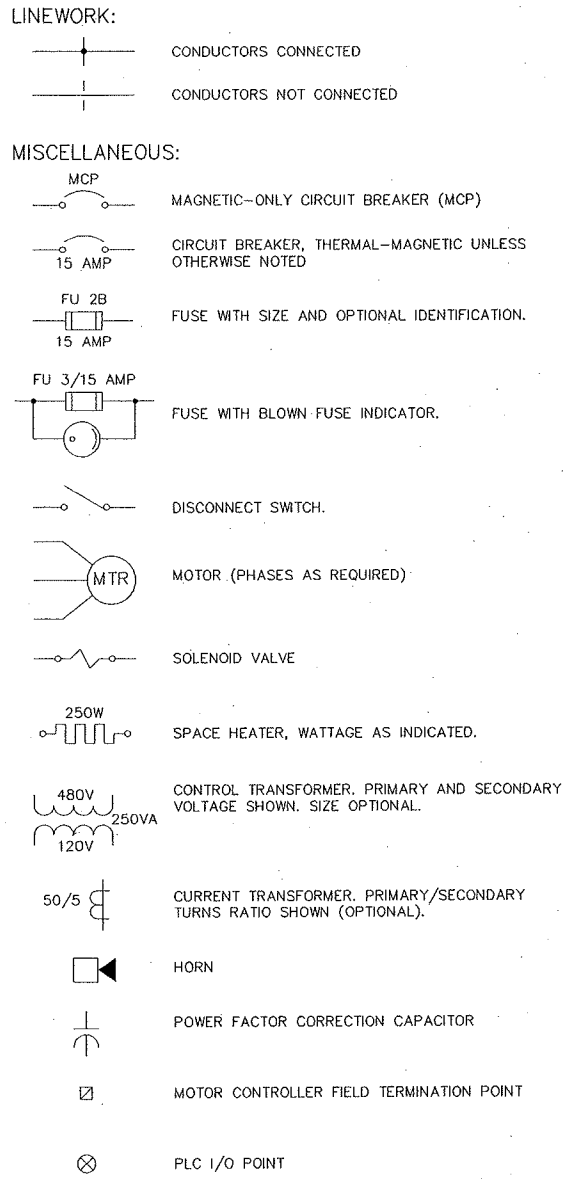 LINEWORK:
CONDUCTORS CONNECTED
CONDUCTORS NOT CONNECTED
MISCELLANEOUS:
MCP
MAGNETIC-ONLY CIRCUIT BREAKER (MCP)
15 AMP
CIRCUIT BREAKER, THERMAL-MAGNETIC UNLESS
OTHERWISE NOTED
FU 2B
15 AMP
FUSE WITH SIZE AND OPTIONAL IDENTIFICATION.
FU 3/15 AMP
FUSE WITH BLOWN FUSE INDICATOR.
DISCONNECT SWITCH.
MTR
MOTOR (PHASES AS REQUIRED)
SOLENOID VALVE
250W
SPACE HEATER, WATTAGE AS INDICATED.
480V
250VA
120V
CONTROL TRANSFORMER. PRIMARY AND SECONDARY
VOLTAGE SHOWN. SIZE OPTIONAL.
50/5
CURRENT TRANSFORMER. PRIMARY/SECONDARY
TURNS RATIO SHOWN (OPTIONAL).
HORN
POWER FACTOR CORRECTION CAPACITOR
MOTOR CONTROLLER FIELD TERMINATION POINT
PLC I/O POINT